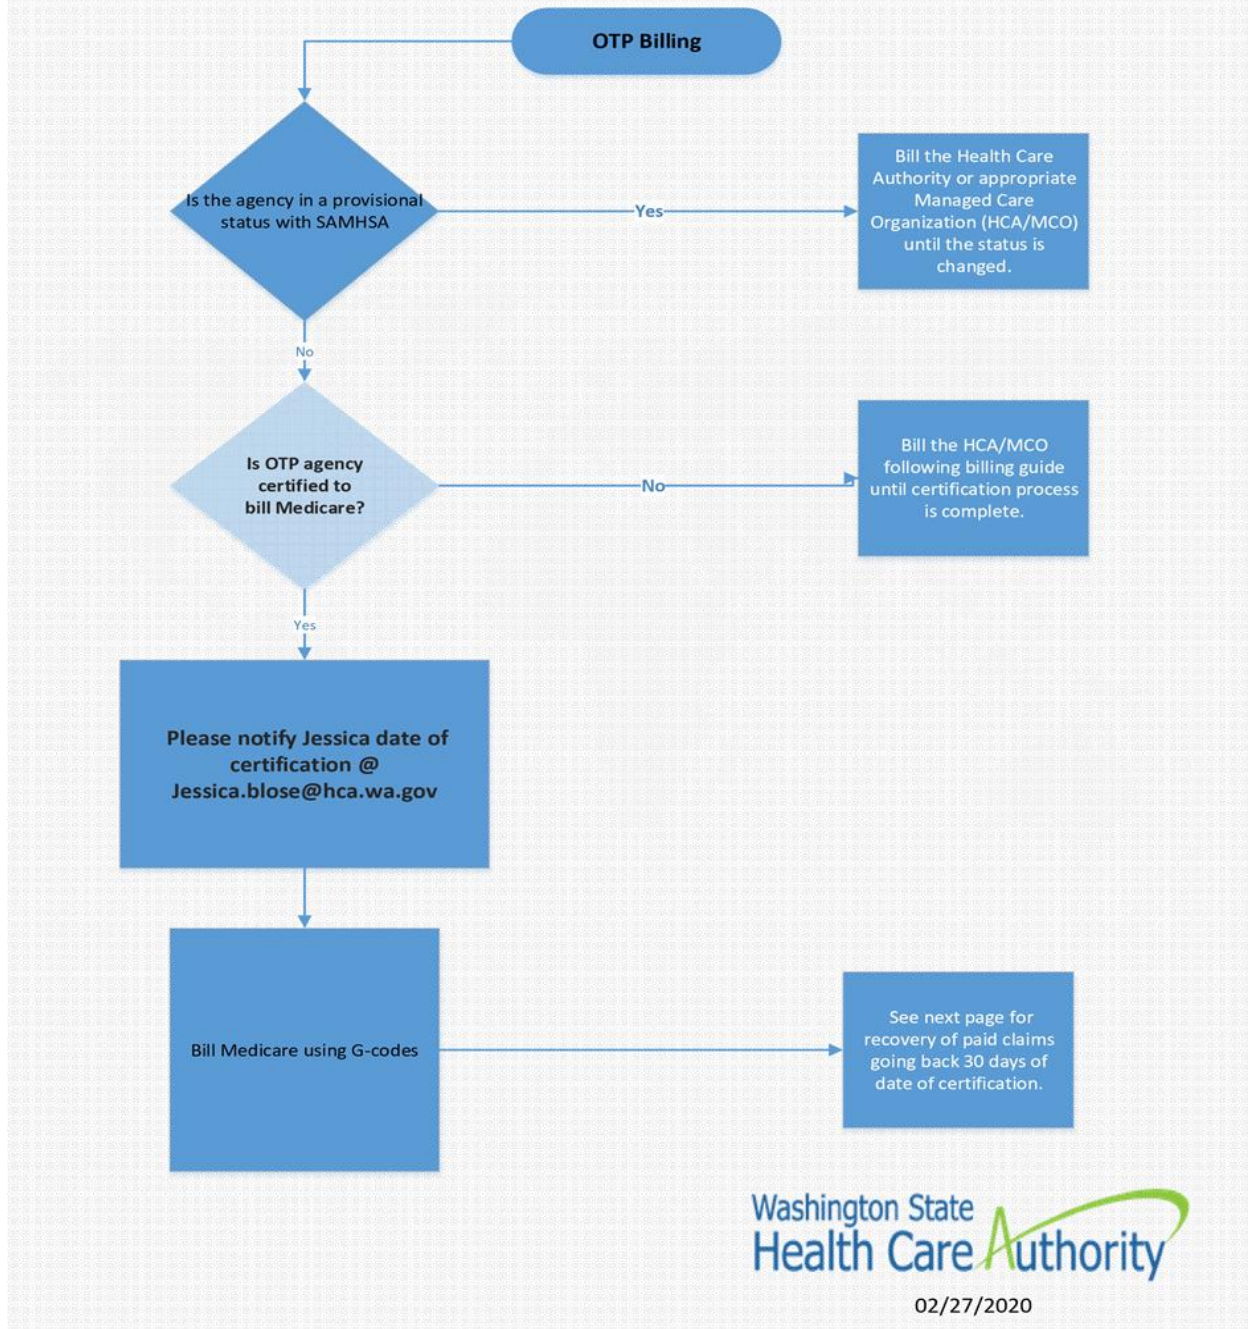 OTP Billing
Is the agency in a provisional
status with SAMHSA
Yes
Bill the Health Care
Authority or appropriate
Managed Care
Organization (HCA/MCO)
until the status is
changed.
No
Is OTP agency
certified to
bill Medicare?
No
Bill the HCA/MCO
following billing guide
until certification process
is complete.
Yes
Please notify Jessica date of
certification @
Jessica.blose@hca.wa.gov
Bill Medicare using G-codes
See next page for
recovery of paid claims
going back 30 days of
date of certification.
Washington State
Health Care Authority
02/27/2020